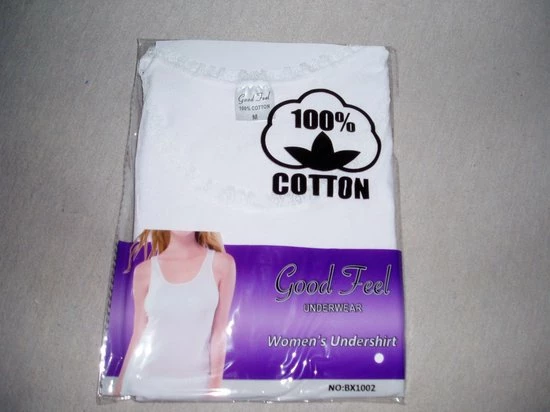 Good Feel
100% COTTON
M
100%
COTTON
Good Feel
UNDERWEAR
Women's Undershirt
NO:BX1002